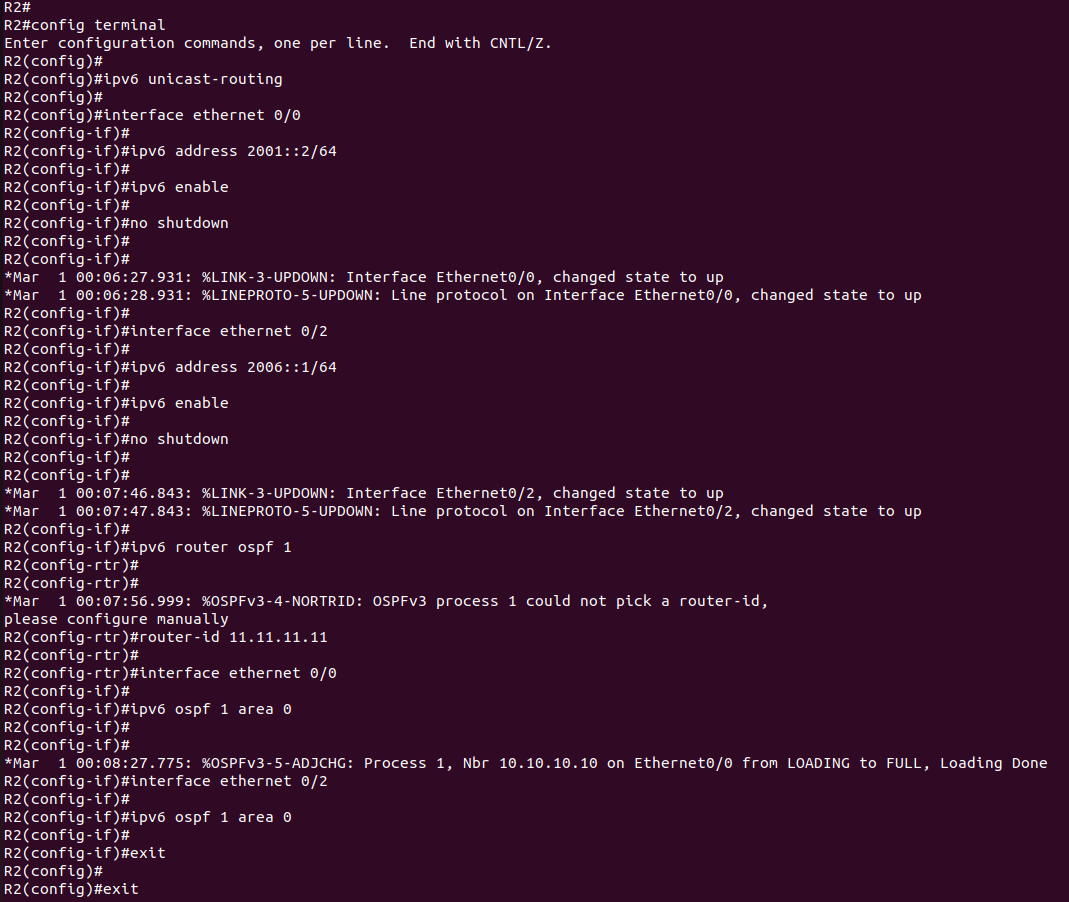 R2#
R2#config terminal
Enter configuration commands, one per line.  End with CNTL/Z.
R2(config)#
R2(config)#ipv6 unicast-routing
R2(config)#
R2(config)#interface ethernet 0/0
R2(config-if)#
R2(config-if)#ipv6 address 2001::2/64
R2(config-if)#
R2(config-if)#ipv6 enable
R2(config-if)#
R2(config-if)#no shutdown
R2(config-if)#
R2(config-if)#
*Mar  1 00:06:27.931: %LINK-3-UPDOWN: Interface Ethernet0/0, changed state to up
*Mar  1 00:06:28.931: %LINEPROTO-5-UPDOWN: Line protocol on Interface Ethernet0/0, changed state to up
R2(config-if)#
R2(config-if)#interface ethernet 0/2
R2(config-if)#
R2(config-if)#ipv6 address 2006::1/64
R2(config-if)#
R2(config-if)#ipv6 enable
R2(config-if)#
R2(config-if)#no shutdown
R2(config-if)#
R2(config-if)#
*Mar  1 00:07:46.843: %LINK-3-UPDOWN: Interface Ethernet0/2, changed state to up
*Mar  1 00:07:47.843: %LINEPROTO-5-UPDOWN: Line protocol on Interface Ethernet0/2, changed state to up
R2(config-if)#
R2(config-if)#ipv6 router ospf 1
R2(config-rtr)#
R2(config-rtr)#
*Mar  1 00:07:56.999: %OSPFv3-4-NORTRID: OSPFv3 process 1 could not pick a router-id,
please configure manually
R2(config-rtr)#router-id 11.11.11.11
R2(config-rtr)#
R2(config-rtr)#interface ethernet 0/0
R2(config-if)#
R2(config-if)#ipv6 ospf 1 area 0
R2(config-if)#
R2(config-if)#
*Mar  1 00:08:27.775: %OSPFv3-5-ADJCHG: Process 1, Nbr 10.10.10.10 on Ethernet0/0 from LOADING to FULL, Loading Done
R2(config-if)#interface ethernet 0/2
R2(config-if)#
R2(config-if)#ipv6 ospf 1 area 0
R2(config-if)#
R2(config-if)#exit
R2(config)#
R2(config)#exit